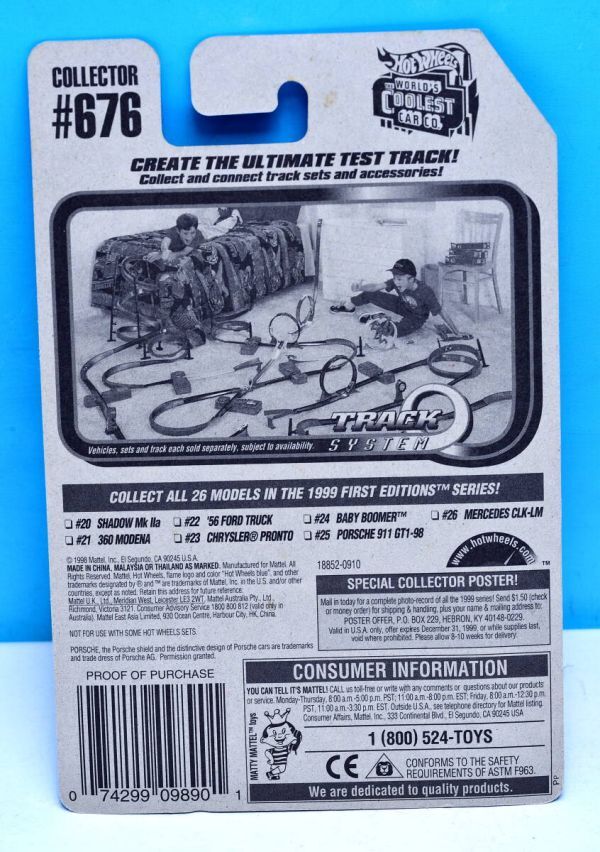 COLLECTOR
#676
HOT WHEELS
THE WORLD'S
COOLEST
CAR CO.™
CREATE THE ULTIMATE TEST TRACK!
Collect and connect track sets and accessories!
TRACK
SYSTEM
Vehicles, sets and track each sold separately, subject to availability.
COLLECT ALL 26 MODELS IN THE 1999 FIRST EDITIONS™ SERIES!
#20 SHADOW Mk IIa #22 '56 FORD TRUCK #24 BABY BOOMER™ #26 MERCEDES CLK-LM
#21 360 MODENA #23 CHRYSLER® PRONTO #25 PORSCHE 911 GT1-98
© 1998 Mattel, Inc., El Segundo, CA 90245 U.S.A.
MADE IN CHINA, MALAYSIA OR THAILAND AS MARKED. Manufactured for Mattel. All
Rights Reserved. Mattel, Hot Wheels, flame logo and color "Hot Wheels blue", and other
trademarks designated by ® and ™ are trademarks of Mattel, Inc. in the U.S. and/or other
countries, except as noted. Retain this address for future reference:
Mattel U.K. Ltd., Meridian West, Leicester LE3 2WT. Mattel Australia Pty., Ltd.,
Richmond, Victoria 3121. Consumer Advisory Service 1800 800 812 (valid only in
Australia). Mattel East Asia Limited, 930 Ocean Centre, Harbour City, HK, China.
18852-0910
www.hotwheels.com
™
SPECIAL COLLECTOR POSTER!
Mail in today for a complete photo-record of all the 1999 series! Send $1.50 (check
or money order) for shipping & handling, plus your name & mailing address to:
POSTER OFFER, P.O. BOX 229, HEBRON, KY 40148-0229.
Valid in U.S.A. only, offer expires December 31, 1999, or while supplies last,
void where prohibited. Please allow 8-10 weeks for delivery.
NOT FOR USE WITH SOME HOT WHEELS SETS.
PORSCHE, the Porsche shield and the distinctive design of Porsche cars are trademarks
and trade dress of Porsche AG. Permission granted.
PROOF OF PURCHASE
0 74299 09890 1
CONSUMER INFORMATION
YOU CAN TELL IT'S MATTEL! CALL us toll-free or write with any comments or questions about our products
or service. Monday-Thursday, 8:00 a.m.-5:00 p.m. PST; 11:00 a.m.-8:00 p.m. EST; Friday, 8:00 a.m.-12:30 p.m.
PST, 11:00 a.m.-3:30 p.m. EST. Outside U.S.A., see telephone directory for Mattel listing.
Consumer Affairs, Mattel, Inc., 333 Continental Blvd., El Segundo, CA 90245 USA
MATTY MATTEL™ toys
1 (800) 524-TOYS
CE
CONFORMS TO THE SAFETY
REQUIREMENTS OF ASTM F963.
We are dedicated to quality products.
PP